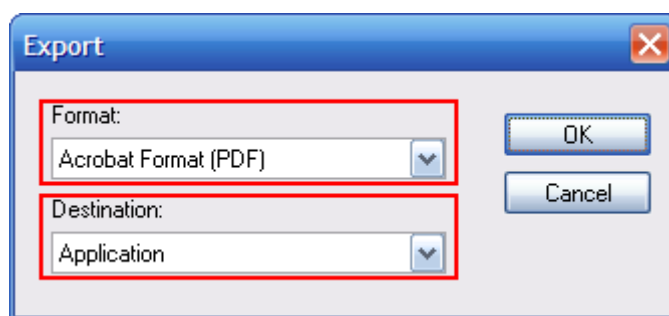 Export
Format:
Acrobat Format (PDF)
OK
Cancel
Destination:
Application